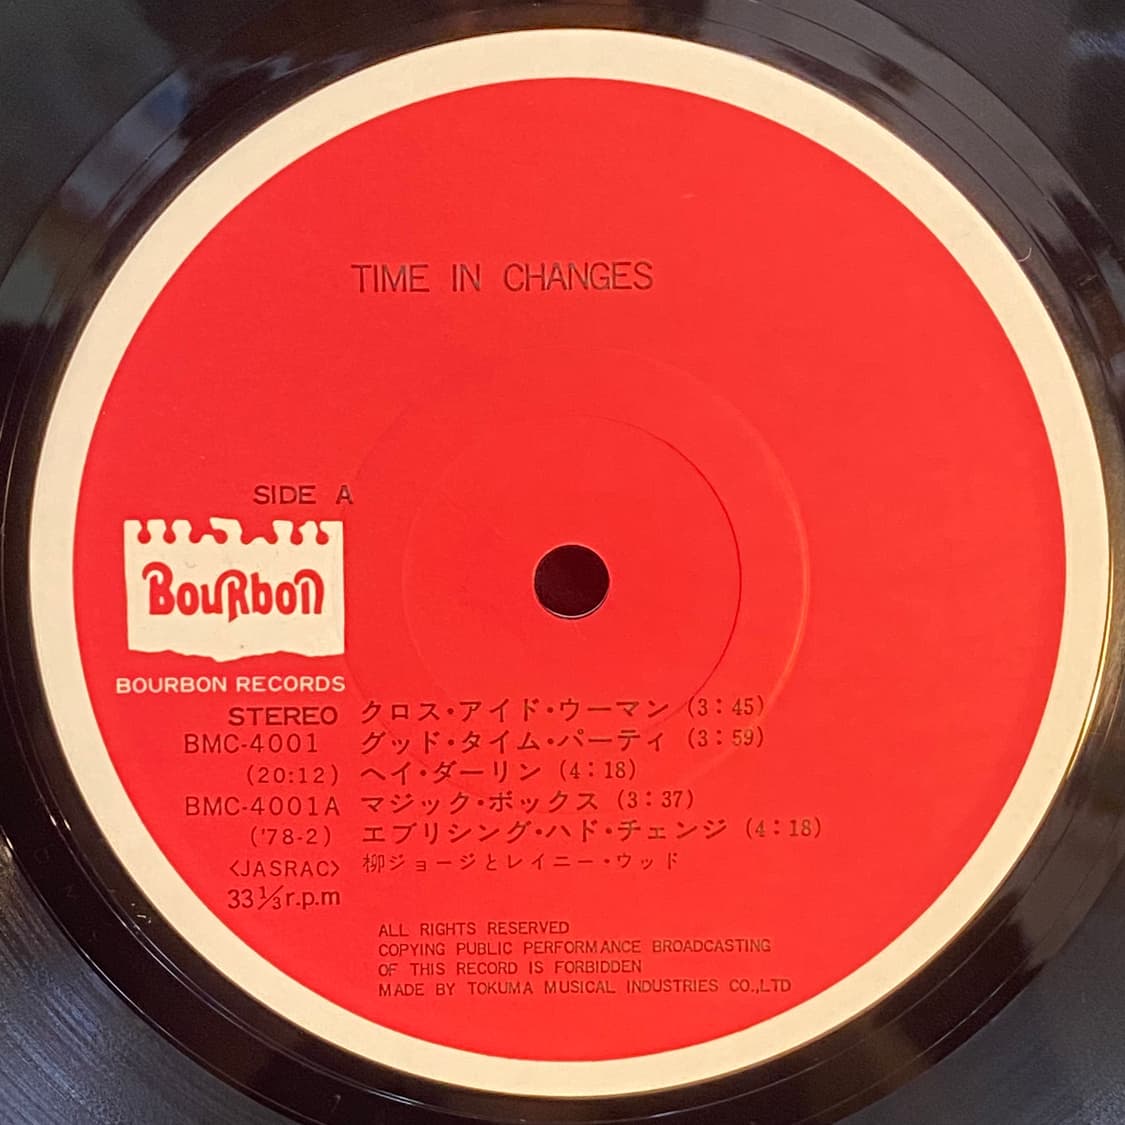 TIME IN CHANGES
SIDE A
BouRbon
BOURBON RECORDS
STEREO クロス・アイド・ウーマン (3:45)
BMC-4001 グッド・タイム・パーティ (3:59)
(20:12) ヘイ・ダーリン (4:18)
BMC-4001A マジック・ボックス (3:37)
('78-2) エブリシング・ハド・チェンジ (4:18)
<JASRAC> 柳ジョージとレイニー・ウッド
33 1/3 r.p.m
ALL RIGHTS RESERVED
COPYING PUBLIC PERFORMANCE BROADCASTING
OF THIS RECORD IS FORBIDDEN
MADE BY TOKUMA MUSICAL INDUSTRIES CO.,LTD